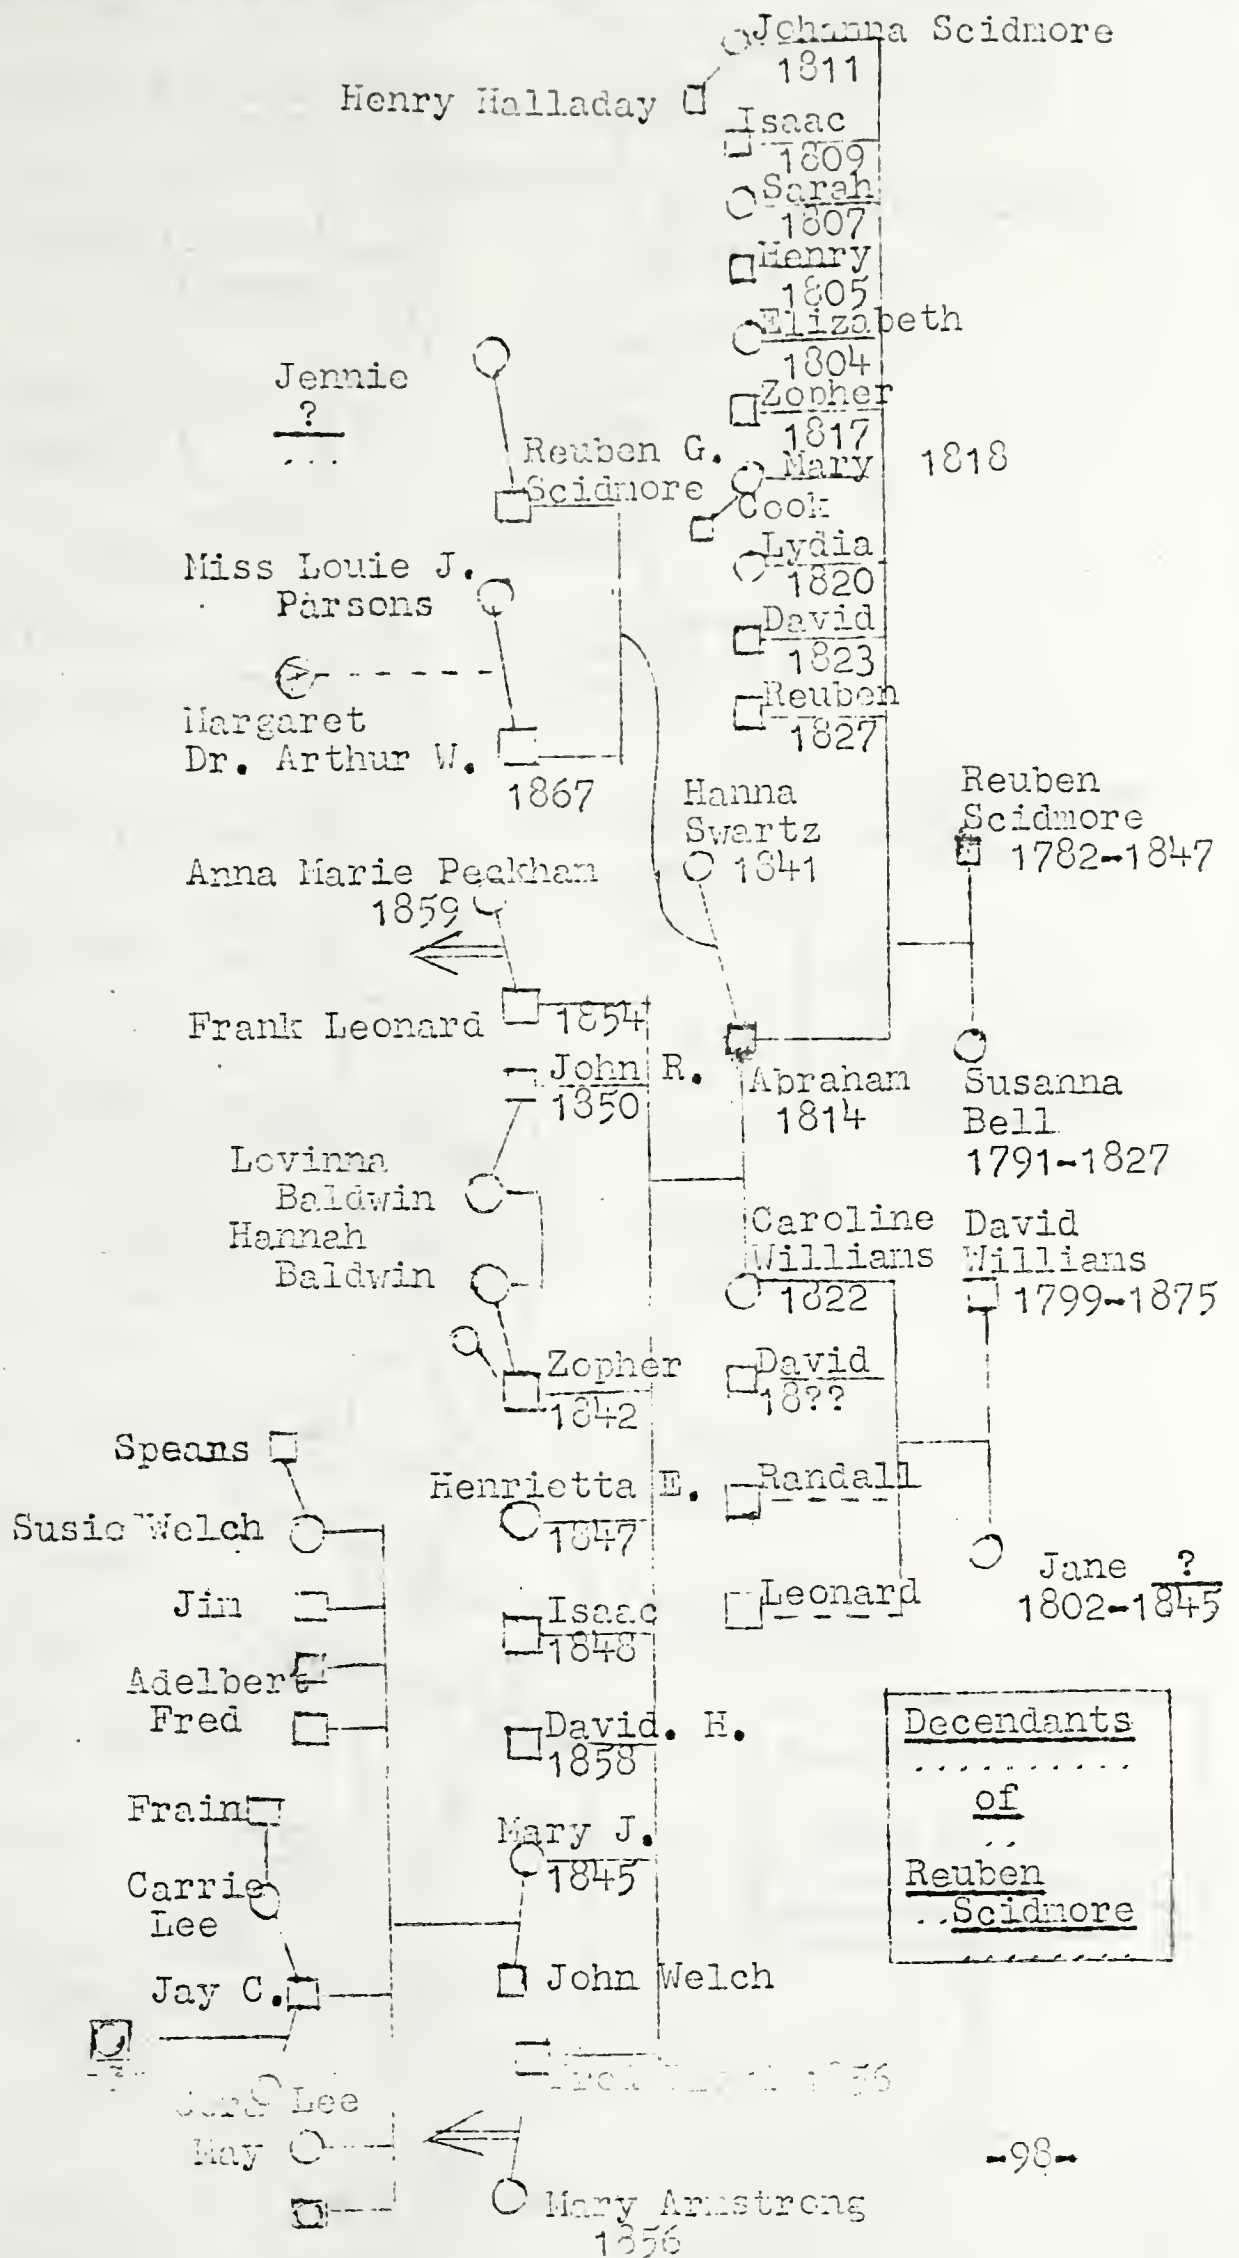 Johanna Scidmore
1811
Henry Halladay
Isaac
1809
Sarah
1807
Henry
1805
Elizabeth
1804
Jennie
?
Zopher
1817
Reuben G.
Scidmore
Mary 1818
Cook
Miss Louie J.
Parsons
Lydia
1820
David
1823
Margaret
Reuben
1827
Dr. Arthur W.
1867
Hanna
Swartz
1841
Reuben
Scidmore
1782-1847
Anna Marie Peckham
1859
Frank Leonard
1854
John R.
1850
Abraham
1814
Susanna
Bell
1791-1827
Lovinna
Baldwin
Hannah
Baldwin
Caroline
Williams
1822
David
Williams
1799-1875
Zopher
1842
David
18??
Speans
Henrietta E.
1847
Randall
Susie Welch
Jim
Isaac
1848
Leonard
Jane ?
1802-1845
Adelbert
Fred
David. H.
1858
Decendants
of
Reuben
Scidmore
Frain
Mary J.
1845
Carrie
Lee
Jay C.
John Welch
Lee
May
-98-
Mary Armstrong
1856